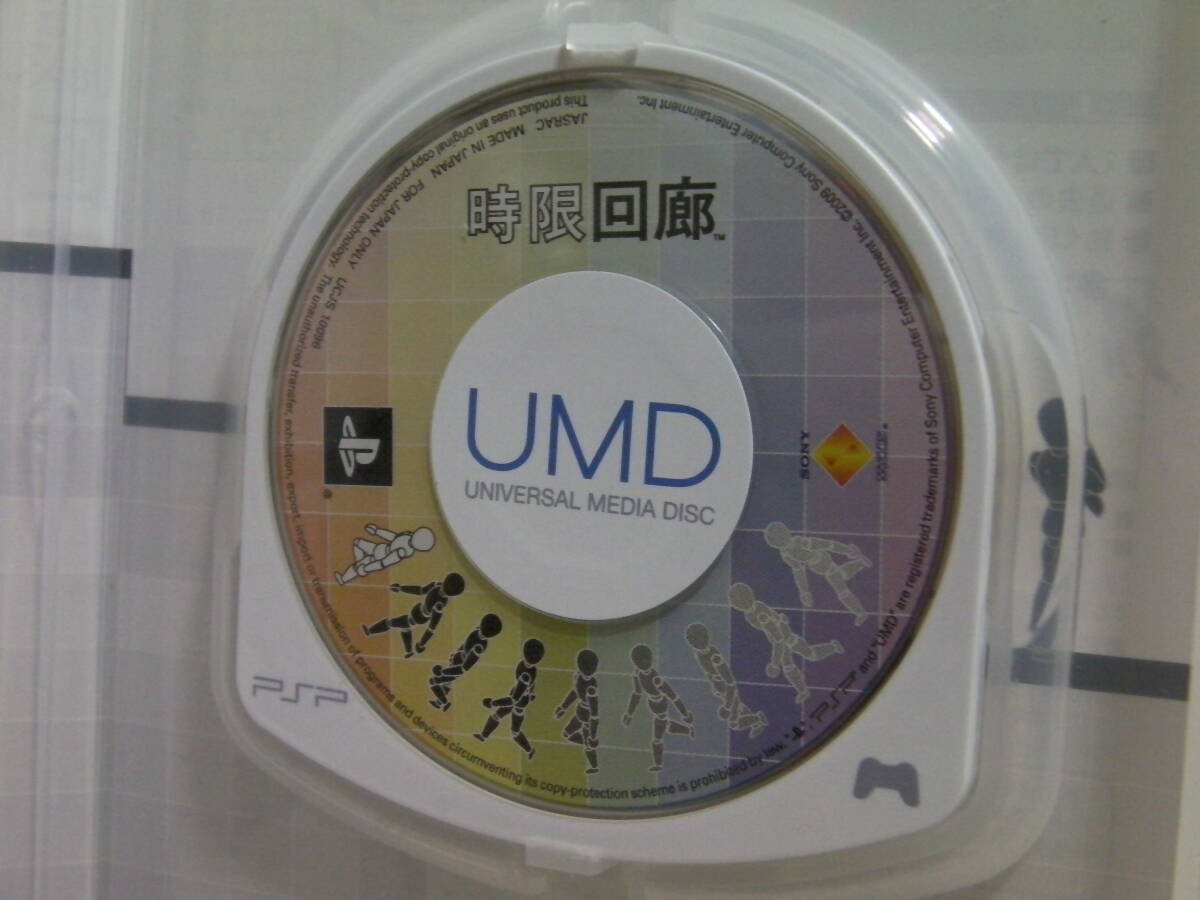 時限回廊™
UMD
UNIVERSAL MEDIA DISC
SONY
PSP
JASRAC MADE IN JAPAN FOR JAPAN ONLY UCJS 10096
This product uses an original copy-protection technology. The unauthorized transfer, exhibition, export, import or transmission of programs and devices circumventing its copy-protection scheme is prohibited by law. " ", "PSP" and "UMD" are registered trademarks of Sony Computer Entertainment Inc. ©2009 Sony Computer Entertainment Inc.